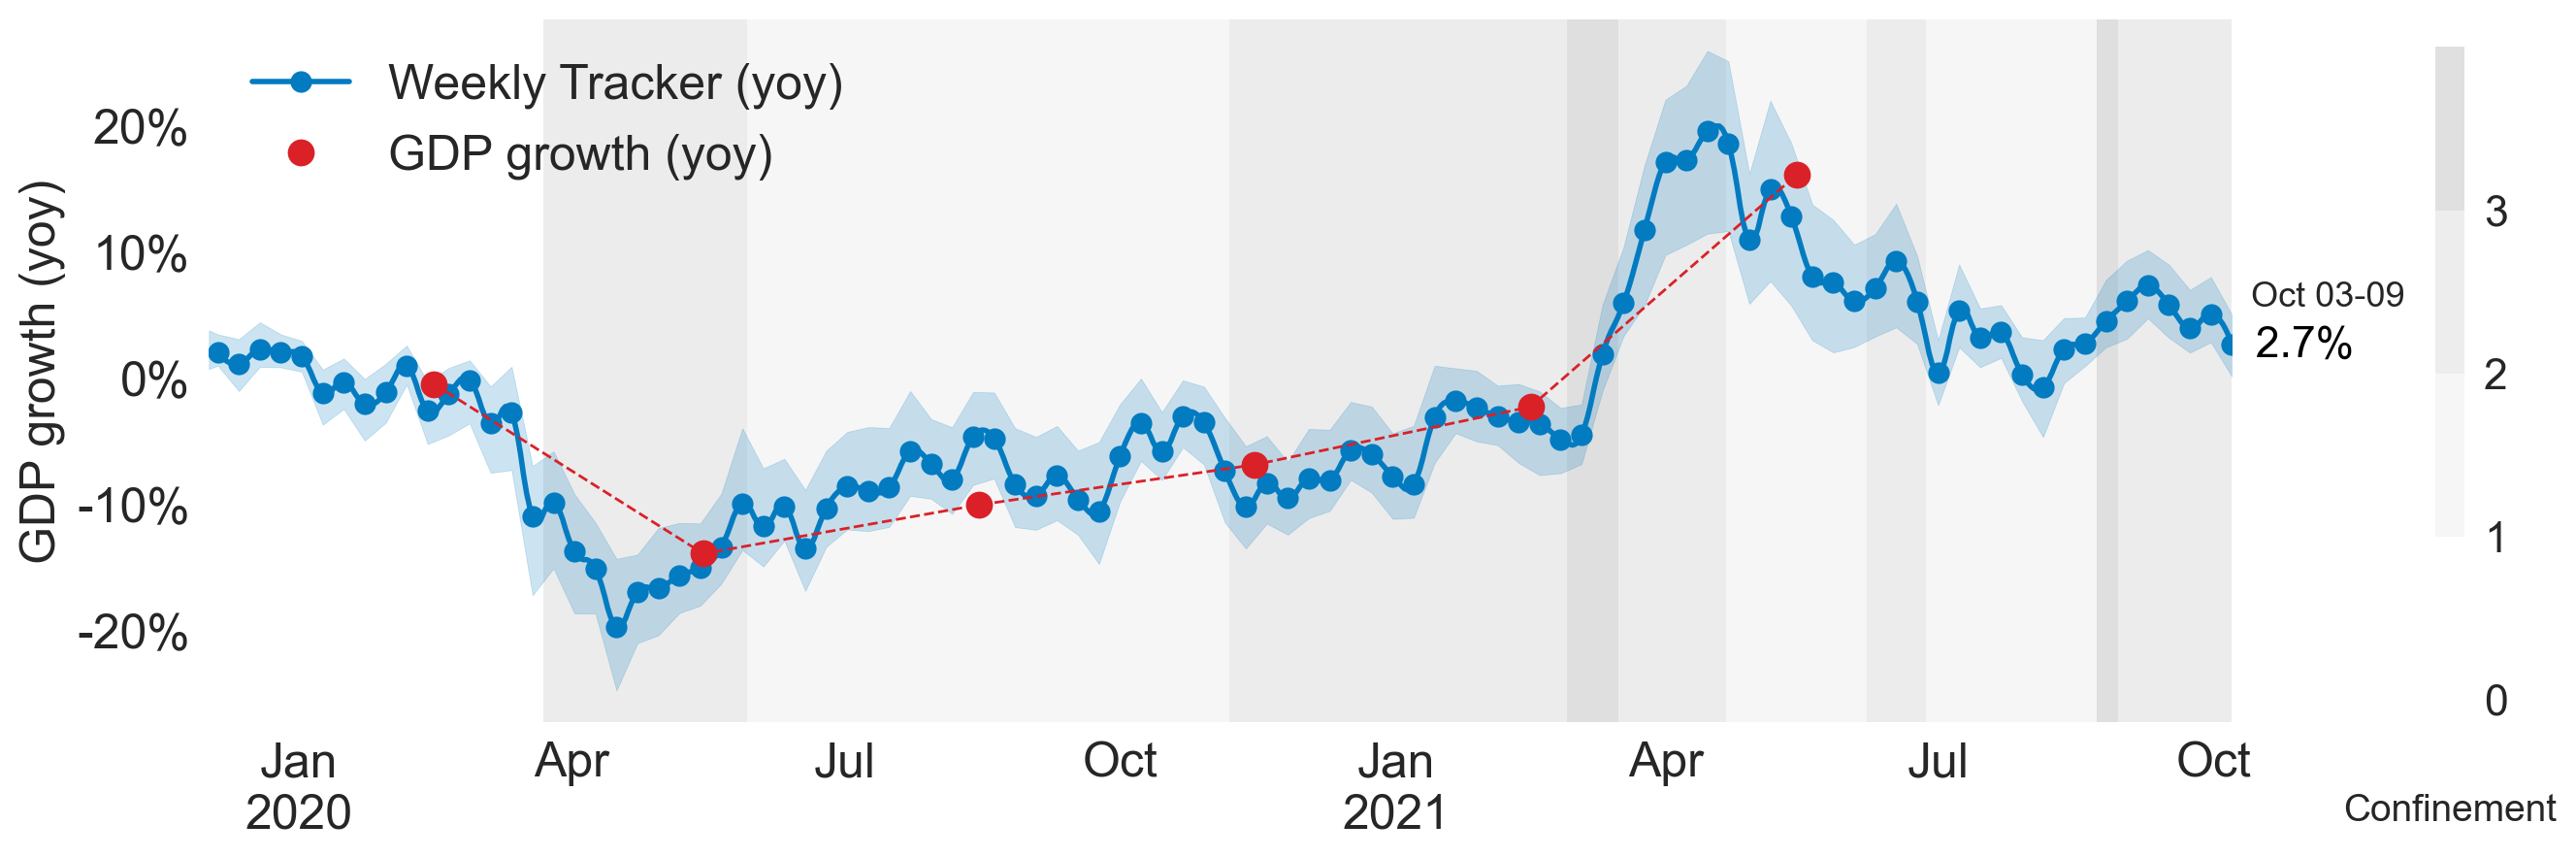 Weekly Tracker (yoy)
GDP growth (yoy)
GDP growth (yoy)
20%
10%
0%
-10%
-20%
Jan
2020
Apr
Jul
Oct
Jan
2021
Apr
Jul
Oct
Oct 03-09
2.7%
3
2
1
0
Confinement